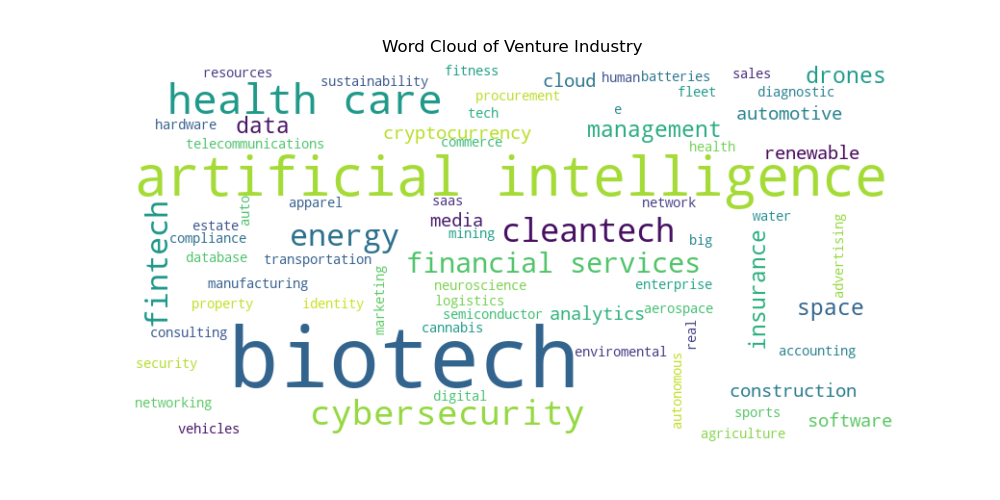 Word Cloud of Venture Industry
resources
sustainability
fitness
cloud
human
batteries
sales
drones
health care
procurement
fleet
diagnostic
hardware
data
tech
e
automotive
cryptocurrency
management
telecommunications
commerce
health
renewable
artificial intelligence
fintech
auto
apparel
saas
network
estate
media
water
compliance
energy
mining
cleantech
big
advertising
database
transportation
financial services
insurance
manufacturing
marketing
neuroscience
enterprise
property
identity
logistics
semiconductor
analytics
aerospace
space
consulting
cannabis
real
biotech
enviromental
accounting
security
autonomous
networking
digital
construction
cybersecurity
sports
software
vehicles
agriculture